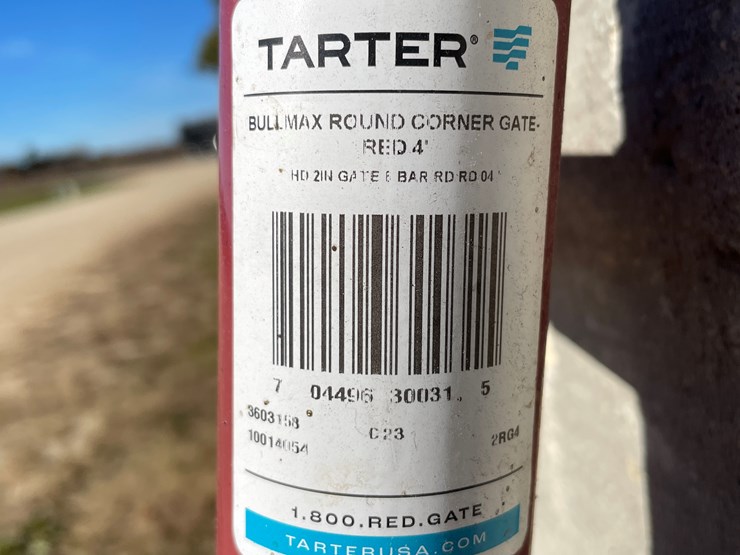 TARTER®
BULLMAX ROUND CORNER GATE-
RED 4'
HD 2IN GATE 6 BAR RD RD 04'
7 04496 30031 5
3603158
10014054
C23
2RG4
1.800.RED.GATE
TARTERUSA.COM